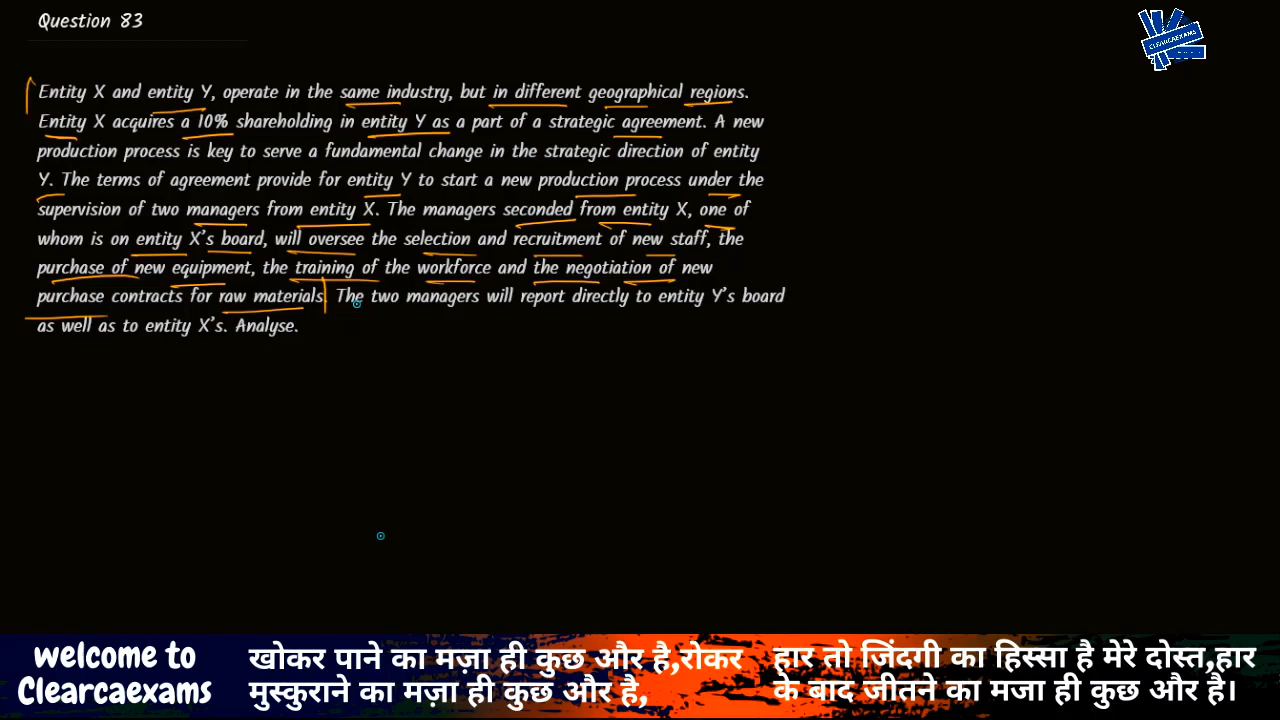 Question 83
CLEARCAEXAMS
Entity X and entity Y, operate in the same industry, but in different geographical regions.
Entity X acquires a 10% shareholding in entity Y as a part of a strategic agreement. A new
production process is key to serve a fundamental change in the strategic direction of entity
Y. The terms of agreement provide for entity Y to start a new production process under the
supervision of two managers from entity X. The managers seconded from entity X, one of
whom is on entity X's board, will oversee the selection and recruitment of new staff, the
purchase of new equipment, the training of the workforce and the negotiation of new
purchase contracts for raw materials. The two managers will report directly to entity Y's board
as well as to entity X's. Analyse.
welcome to
Clearcaexams
खोकर पाने का मज़ा ही कुछ और है,रोकर
मुस्कुराने का मज़ा ही कुछ और है,
हार तो जिंदगी का हिस्सा है मेरे दोस्त,हार
के बाद जीतने का मजा ही कुछ और है।